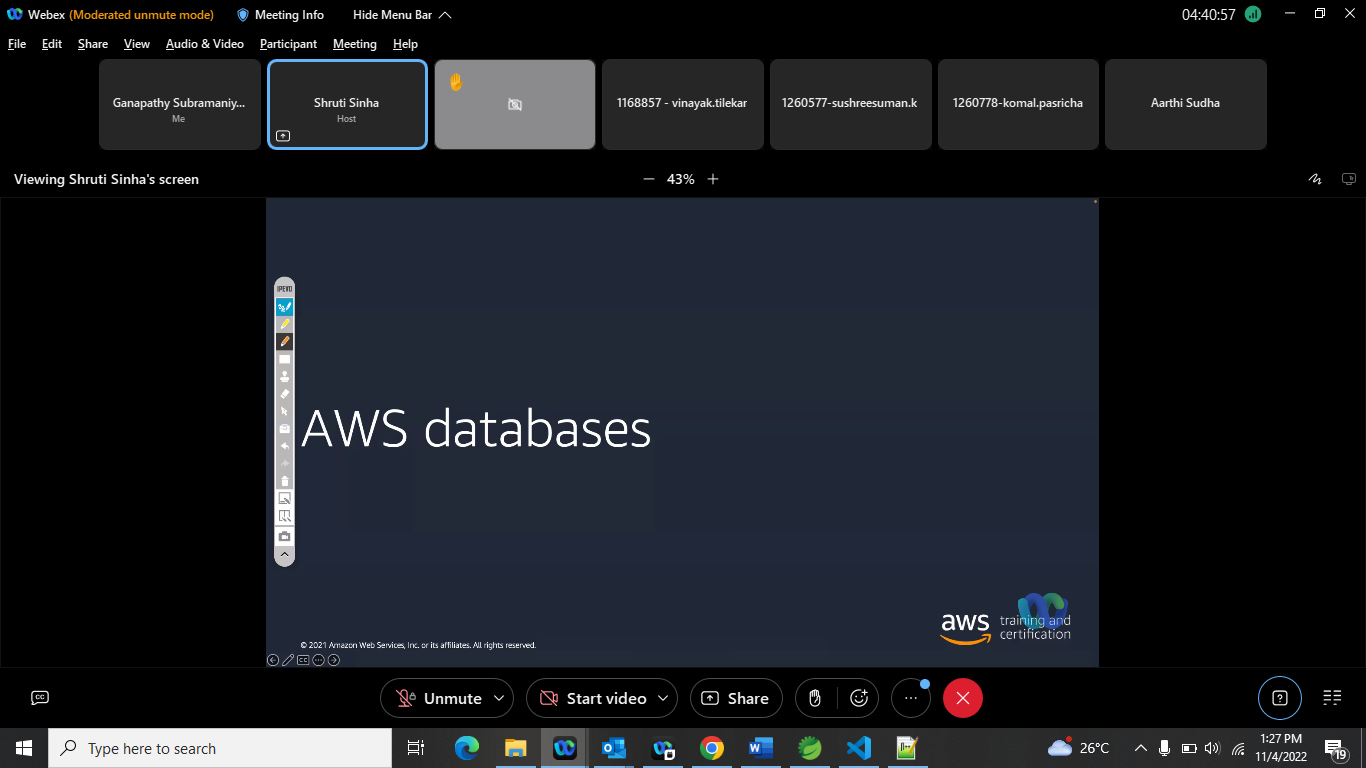 Webex (Moderated unmute mode) Meeting Info Hide Menu Bar 04:40:57
File Edit Share View Audio & Video Participant Meeting Help
Ganapathy Subramaniy...
Me
Shruti Sinha
Host
1168857 - vinayak.tilekar
1260577-sushreesuman.k
1260778-komal.pasricha
Aarthi Sudha
Viewing Shruti Sinha's screen
43%
IPEVO
AWS databases
aws training and certification
© 2021 Amazon Web Services, Inc. or its affiliates. All rights reserved.
CC
CC
Unmute
Start video
Share
Type here to search
26°C
1:27 PM
11/4/2022
19